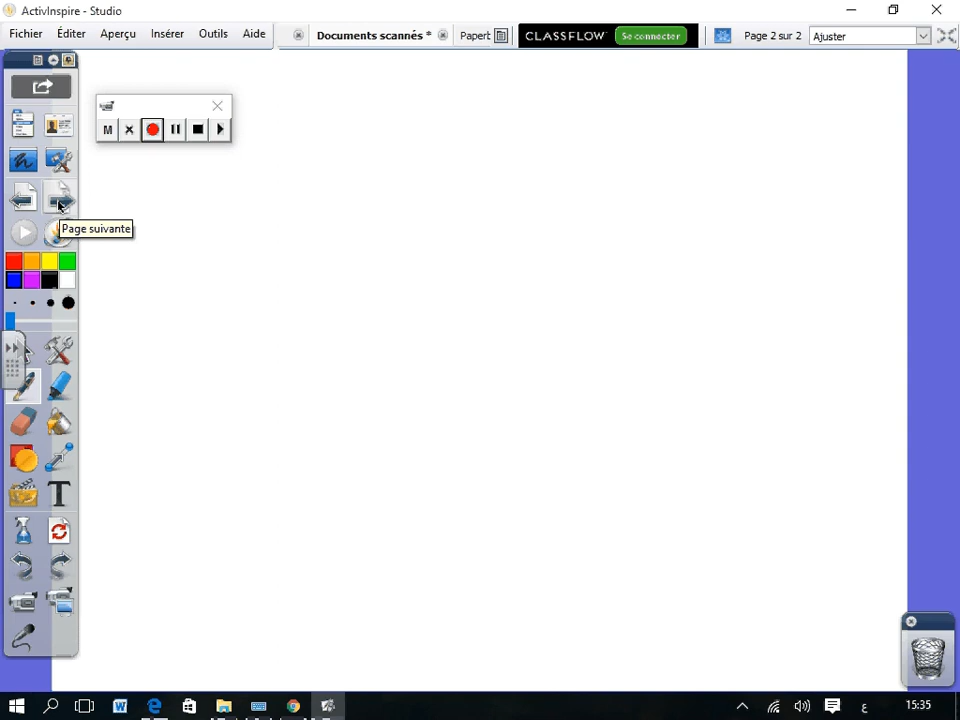 ActivInspire - Studio
Fichier Éditer Aperçu Insérer Outils Aide
Documents scannés * Paperb
CLASSFLOW Se connecter
Page 2 sur 2 Ajuster
M
Page suivante
T
W
ع 15:35